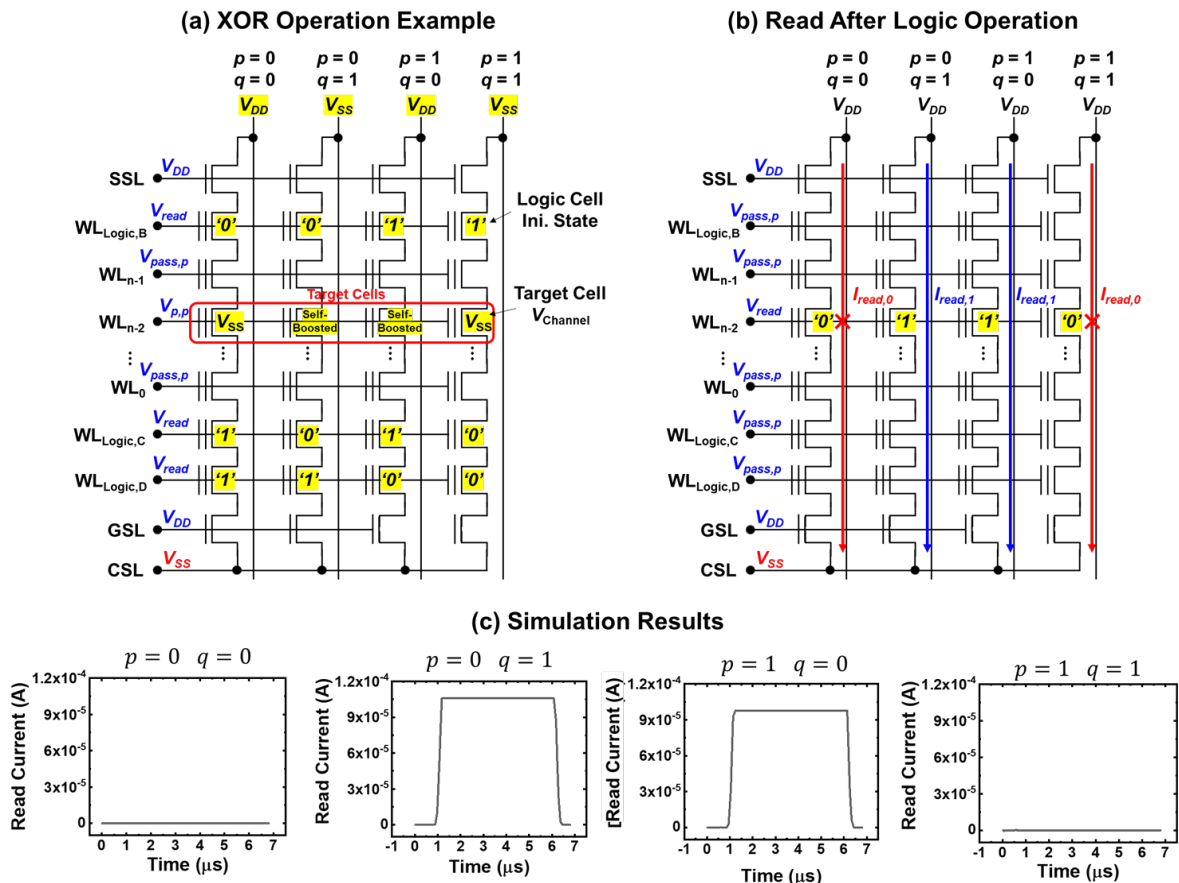 (a) XOR Operation Example
p = 0 p = 0 p = 1 p = 1
q = 0 q = 1 q = 0 q = 1
VDD VSS VDD VSS
SSL VDD
WLLogic,B Vread '0' '0' '1' '1' Logic Cell
Ini. State
WLn-1 Vpass,p
Target Cells
Target Cell
VChannel
WLn-2 Vp,p VSS Self-Boosted Self-Boosted VSS
... ... ... ... ...
WL0 Vpass,p
WLLogic,C Vread '1' '0' '1' '0'
WLLogic,D Vread '1' '1' '0' '0'
GSL VDD
CSL VSS
(b) Read After Logic Operation
p = 0 p = 0 p = 1 p = 1
q = 0 q = 1 q = 0 q = 1
VDD VDD VDD VDD
SSL VDD
WLLogic,B Vpass,p
WLn-1 Vpass,p
Iread,0 Iread,1 Iread,1 Iread,0
WLn-2 Vread '0' '1' '1' '0'
... ... ... ... ...
WL0 Vpass,p
WLLogic,C Vpass,p
WLLogic,D Vpass,p
GSL VDD
CSL VSS
(c) Simulation Results
p = 0 q = 0
Read Current (A)
1.2x10-4
9x10-5
6x10-5
3x10-5
0
0 1 2 3 4 5 6 7
Time (μs)
p = 0 q = 1
Read Current (A)
1.2x10-4
9x10-5
6x10-5
3x10-5
0
-1 0 1 2 3 4 5 6 7
Time (μs)
p = 1 q = 0
[Read Current (A)
1.2x10-4
9x10-5
6x10-5
3x10-5
0
-1 0 1 2 3 4 5 6 7
Time (μs)
p = 1 q = 1
Read Current (A)
1.2x10-4
9x10-5
6x10-5
3x10-5
0
-1 0 1 2 3 4 5 6 7
Time (μs)